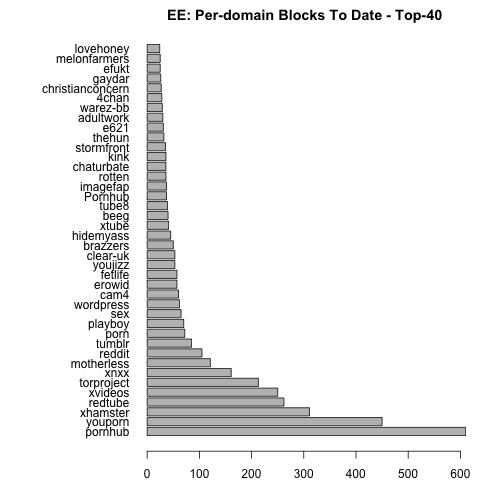 EE: Per-domain Blocks To Date - Top-40
lovehoney
melonfarmers
efukt
gaydar
christianconcern
4chan
warez-bb
adultwork
e621
thehun
stormfront
kink
chaturbate
rotten
imagefap
Pornhub
tube8
beeg
xtube
hidemyass
brazzers
clear-uk
youjizz
fetlife
erowid
cam4
wordpress
sex
playboy
porn
tumblr
reddit
motherless
xnxx
torproject
xvideos
redtube
xhamster
youporn
pornhub
0 100 200 300 400 500 600